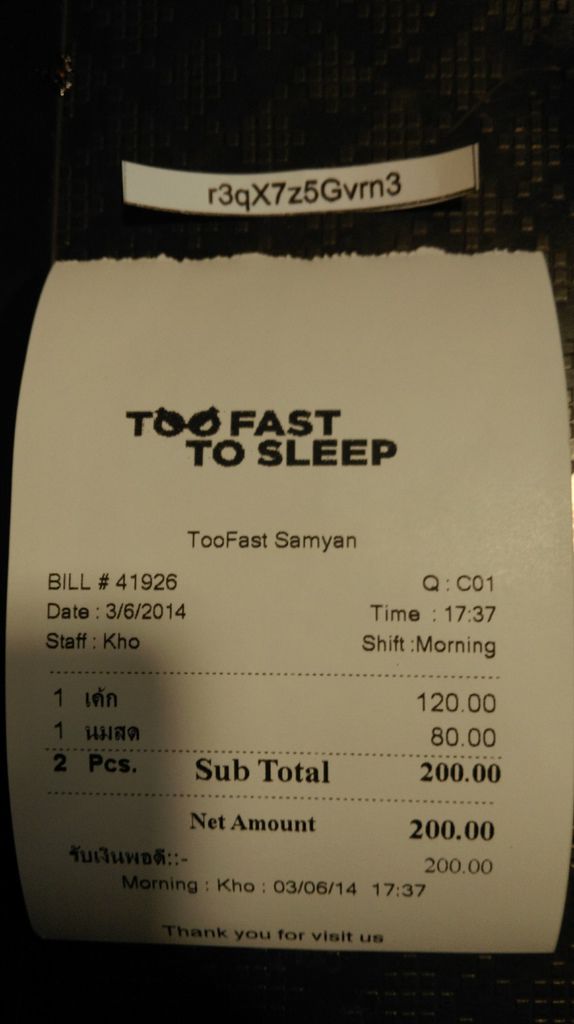 r3qX7z5Gvrn3
TOO FAST
TO SLEEP
TooFast Samyan
BILL # 41926 Q : C01
Date : 3/6/2014 Time : 17:37
Staff : Kho Shift :Morning
1 เค้ก 120.00
1 นมสด 80.00
2 Pcs. Sub Total 200.00
Net Amount 200.00
รับเงินพอดี::- 200.00
Morning : Kho : 03/06/14 17:37
Thank you for visit us